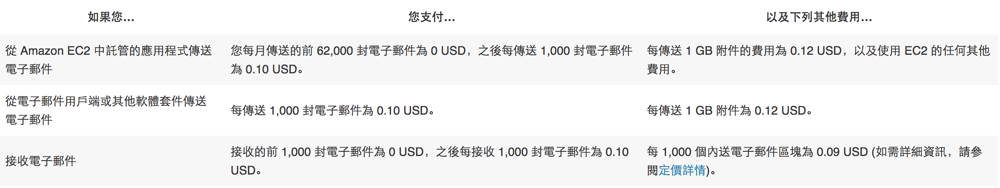 如果您...
您支付...
以及下列其他費用...
從 Amazon EC2 中託管的應用程式傳送
電子郵件
您每月傳送的前 62,000 封電子郵件為 0 USD，之後每傳送 1,000 封電子郵件
為 0.10 USD。
每傳送 1 GB 附件的費用為 0.12 USD，以及使用 EC2 的任何其他
費用。
從電子郵件用戶端或其他軟體套件傳送
電子郵件
每傳送 1,000 封電子郵件為 0.10 USD。
每傳送 1 GB 附件為 0.12 USD。
接收電子郵件
接收的前 1,000 封電子郵件為 0 USD，之後每接收 1,000 封電子郵件為 0.10
USD。
每 1,000 個內送電子郵件區塊為 0.09 USD (如需詳細資訊，請參
閱定價詳情)。